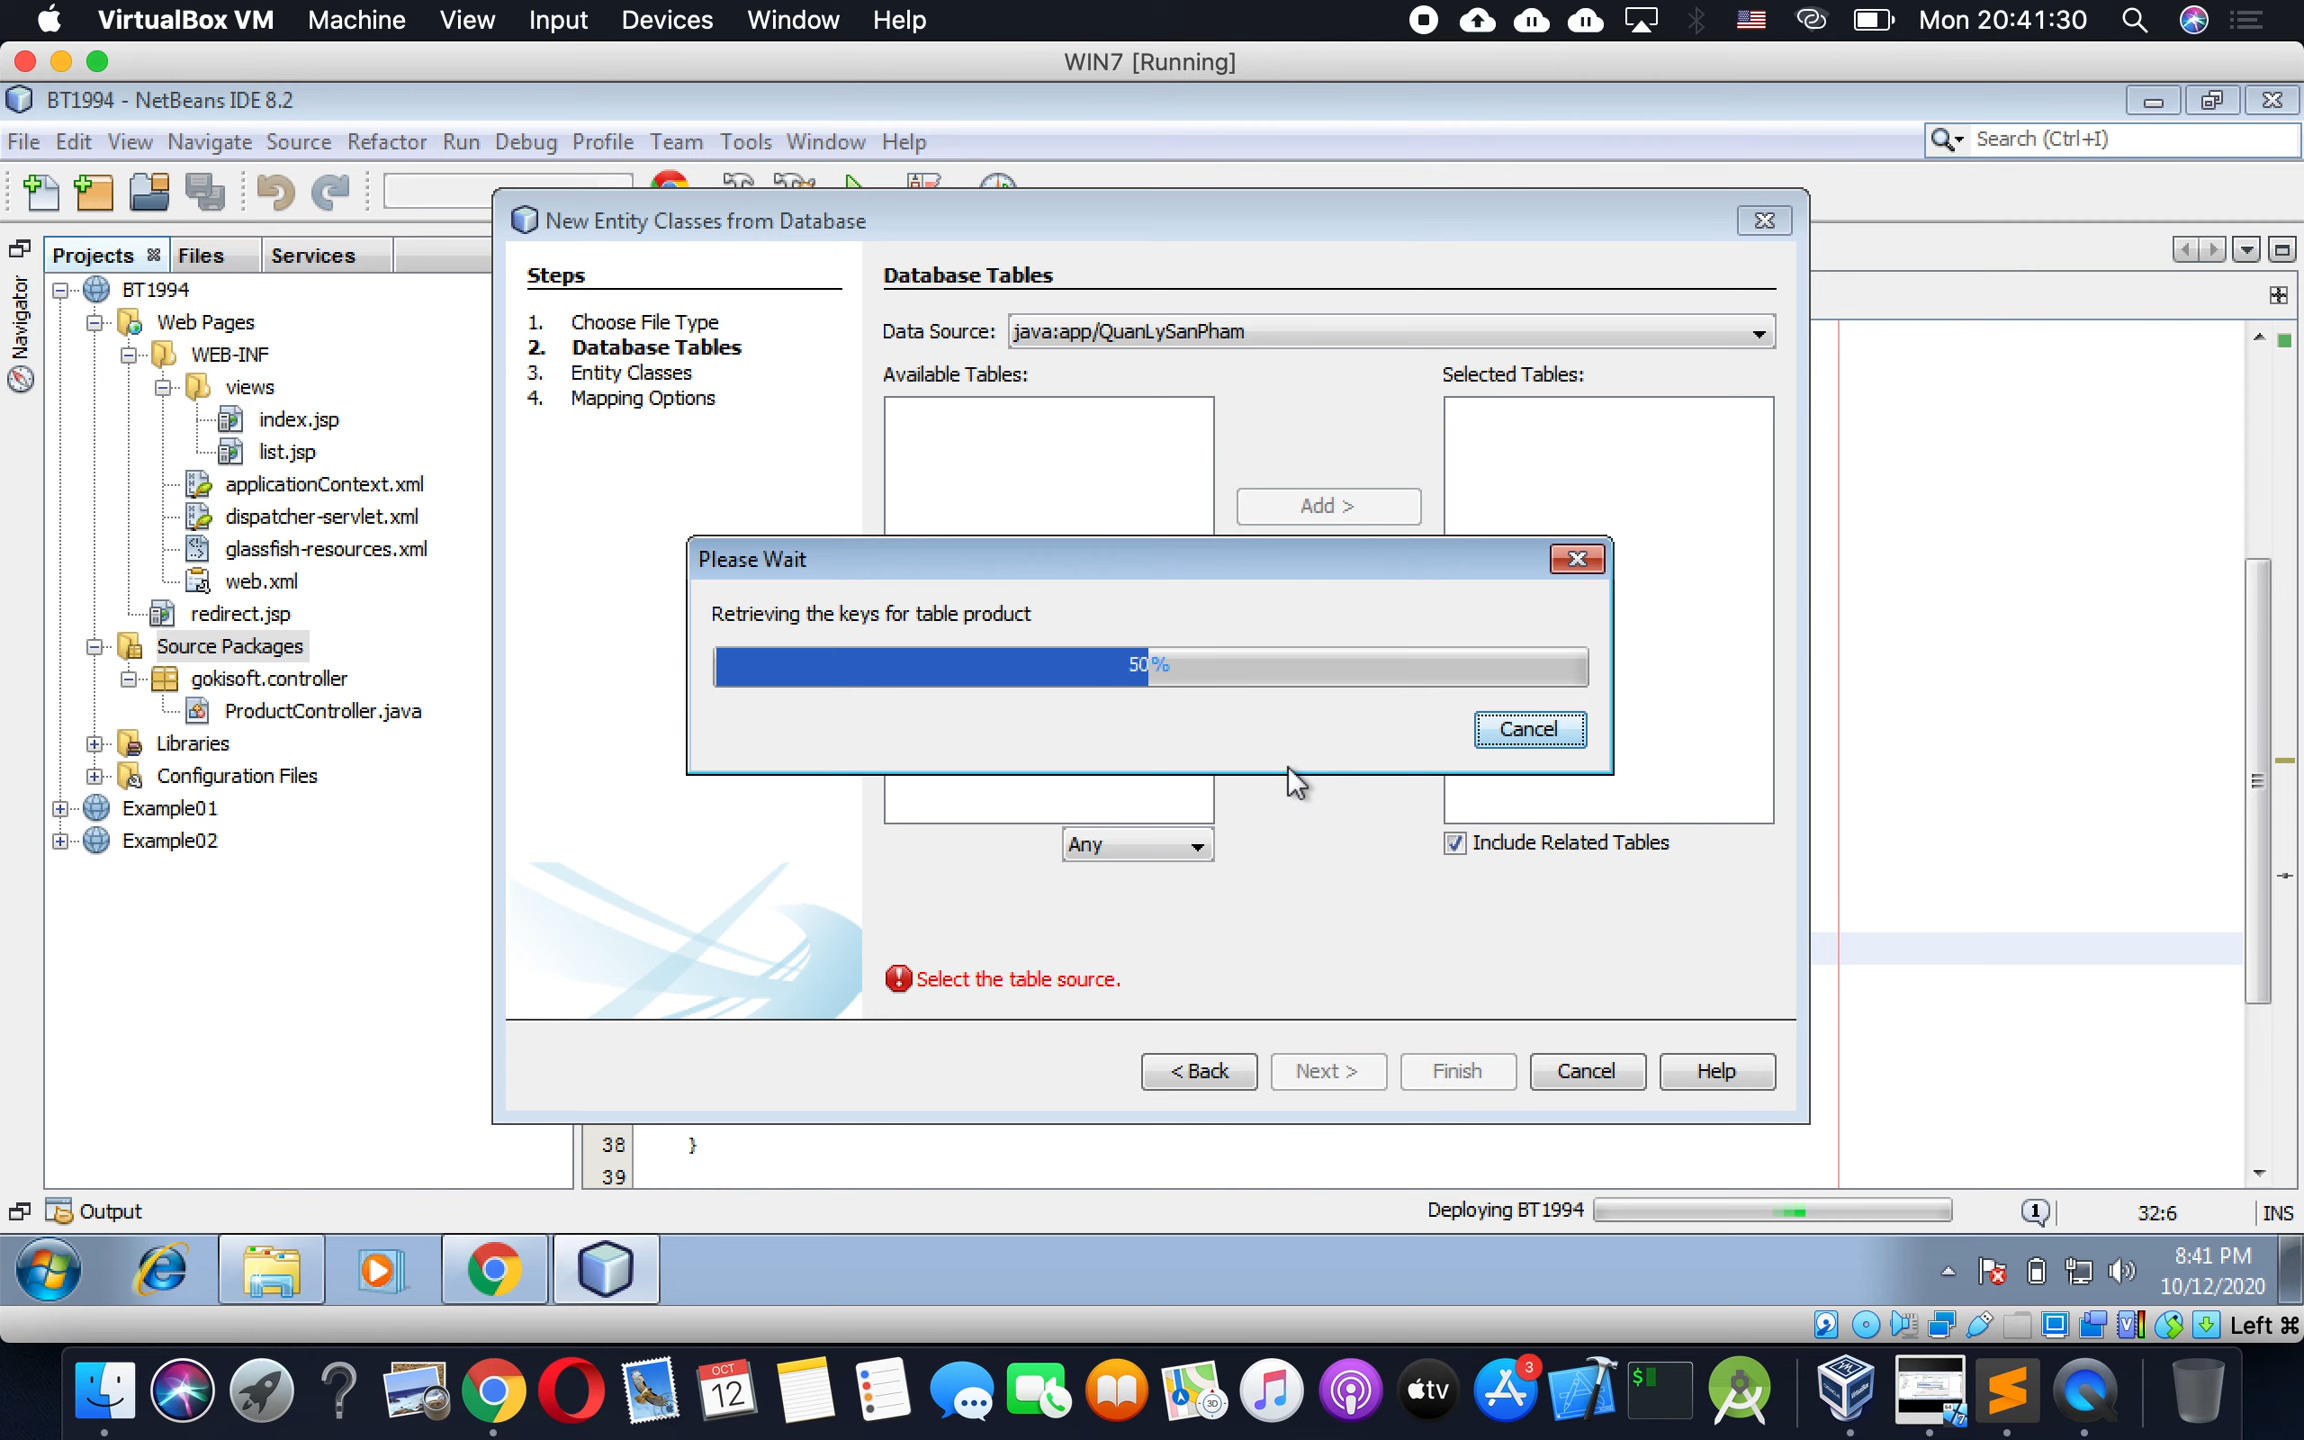 VirtualBox VM Machine View Input Devices Window Help Mon 20:41:30
WIN7 [Running]
BT1994 - NetBeans IDE 8.2
File Edit View Navigate Source Refactor Run Debug Profile Team Tools Window Help Search (Ctrl+I)
New Entity Classes from Database
Navigator
Projects Files Services
BT1994
Web Pages
WEB-INF
views
index.jsp
list.jsp
applicationContext.xml
dispatcher-servlet.xml
glassfish-resources.xml
web.xml
redirect.jsp
Source Packages
gokisoft.controller
ProductController.java
Libraries
Configuration Files
Example01
Example02
Steps
1. Choose File Type
2. Database Tables
3. Entity Classes
4. Mapping Options
Database Tables
Data Source: java:app/QuanLySanPham
Available Tables: Selected Tables:
Add >
Please Wait
Retrieving the keys for table product
50%
Cancel
Any
Include Related Tables
Select the table source.
< Back Next > Finish Cancel Help
38 }
39
Output
Deploying BT1994
1
32:6 INS
8:41 PM
10/12/2020
Left ⌘
OCT
12
3D
tv
3
$